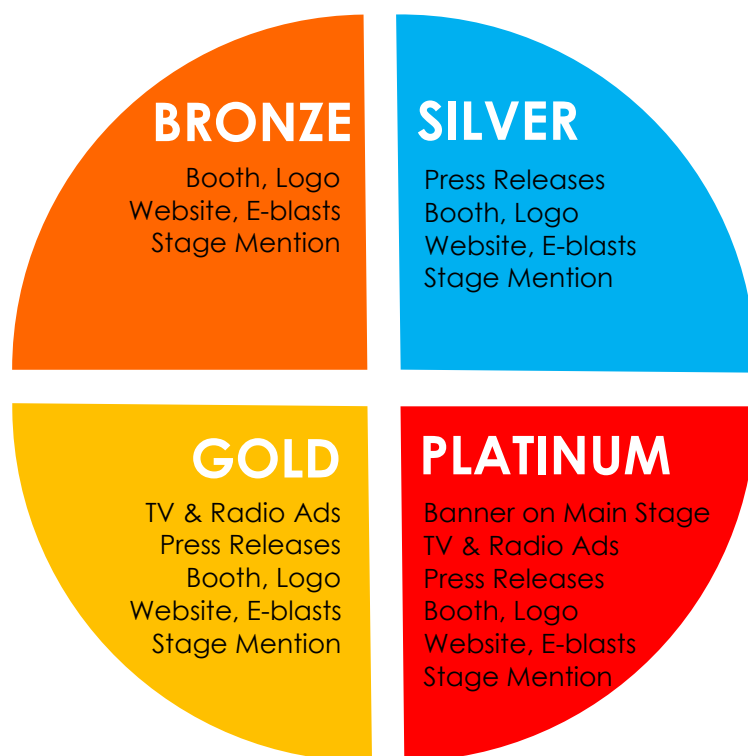 BRONZE
Booth, Logo
Website, E-blasts
Stage Mention
SILVER
Press Releases
Booth, Logo
Website, E-blasts
Stage Mention
GOLD
TV & Radio Ads
Press Releases
Booth, Logo
Website, E-blasts
Stage Mention
PLATINUM
Banner on Main Stage
TV & Radio Ads
Press Releases
Booth, Logo
Website, E-blasts
Stage Mention